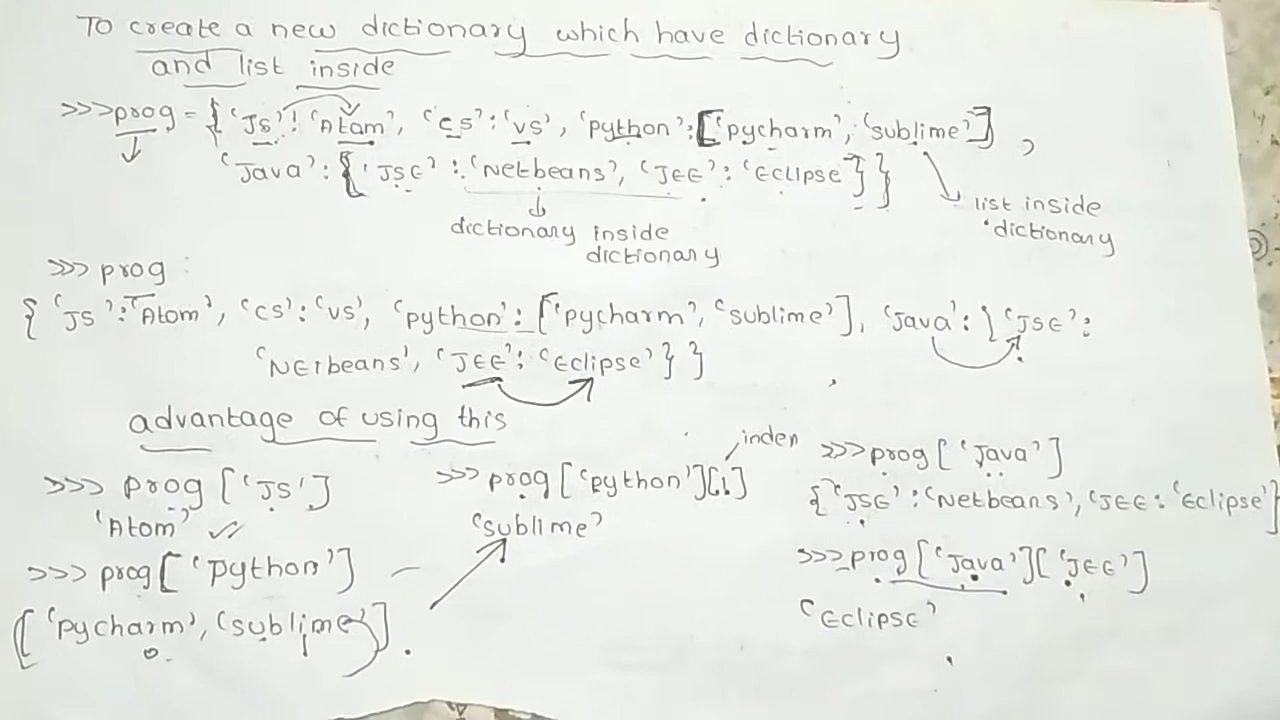 To create a new dictionary which have dictionary
and list inside
>>>prog = { 'JS' : 'Atom', 'CS' : 'VS', 'Python' : ['pycharm', 'sublime'] ,
'Java' : { 'JSE' : 'Netbeans', 'JEE' : 'Eclipse' } }
list inside
dictionary
dictionary inside
dictionary
>>> prog
{ 'JS' : 'Atom', 'CS' : 'VS', 'Python' : ['pycharm', 'sublime'], 'Java' : { 'JSE' :
'NEtbeans', 'JEE' : 'Eclipse' } }
advantage of using this
>>> prog ['JS']
'Atom'
>>> prog ['Python']
['pycharm', 'sublime'] .
index
>>> prog ['Python'][1]
'sublime'
>>> prog ['Java']
{ 'JSE' : 'Netbeans', 'JEE : 'Eclipse' }
>>> prog ['Java']['JEE']
'Eclipse'